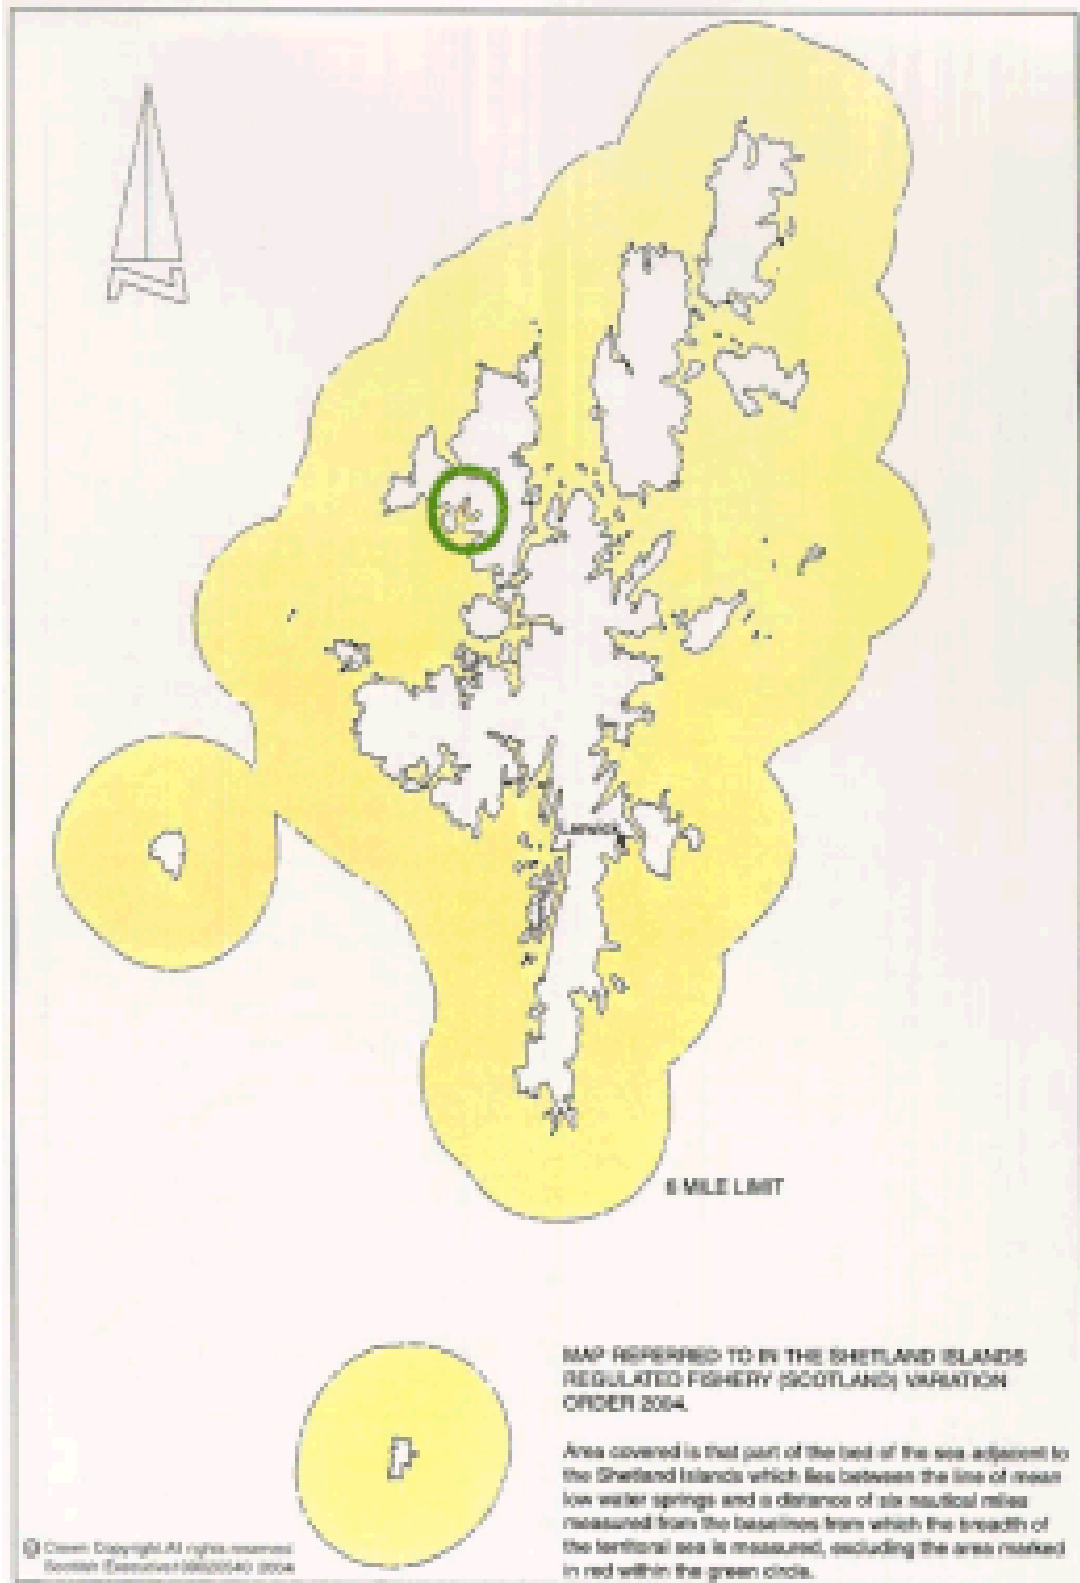 N
Lerwick
6 MILE LIMIT
MAP REFERRED TO IN THE SHETLAND ISLANDS
REGULATED FISHERY (SCOTLAND) VARIATION
ORDER 2004.
Area covered is that part of the bed of the sea adjacent to
the Shetland Islands which lies between the line of mean
low water springs and a distance of six nautical miles
measured from the baselines from which the breadth of
the territorial sea is measured, excluding the area marked
in red within the green circle.
© Crown Copyright. All rights reserved
Scottish Executive 2004